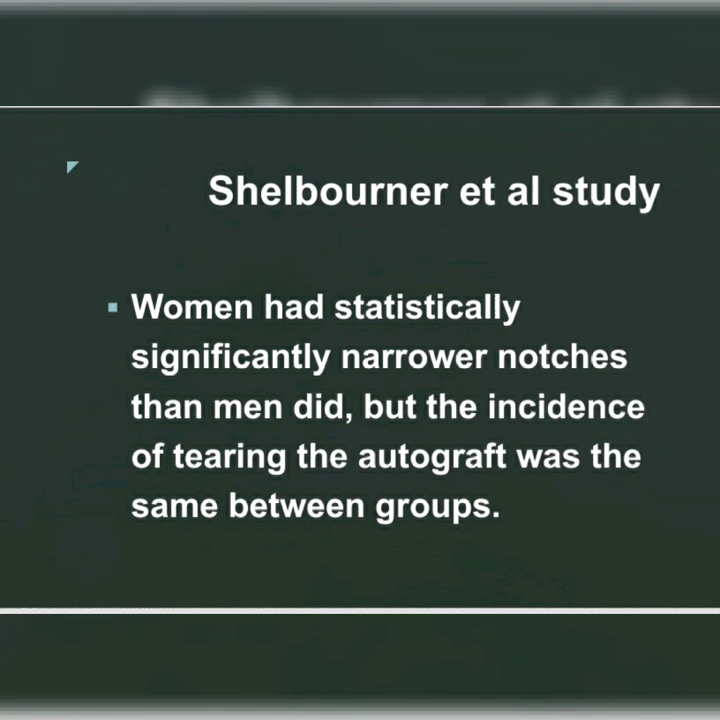 Shelbourner et al study
Women had statistically
significantly narrower notches
than men did, but the incidence
of tearing the autograft was the
same between groups.